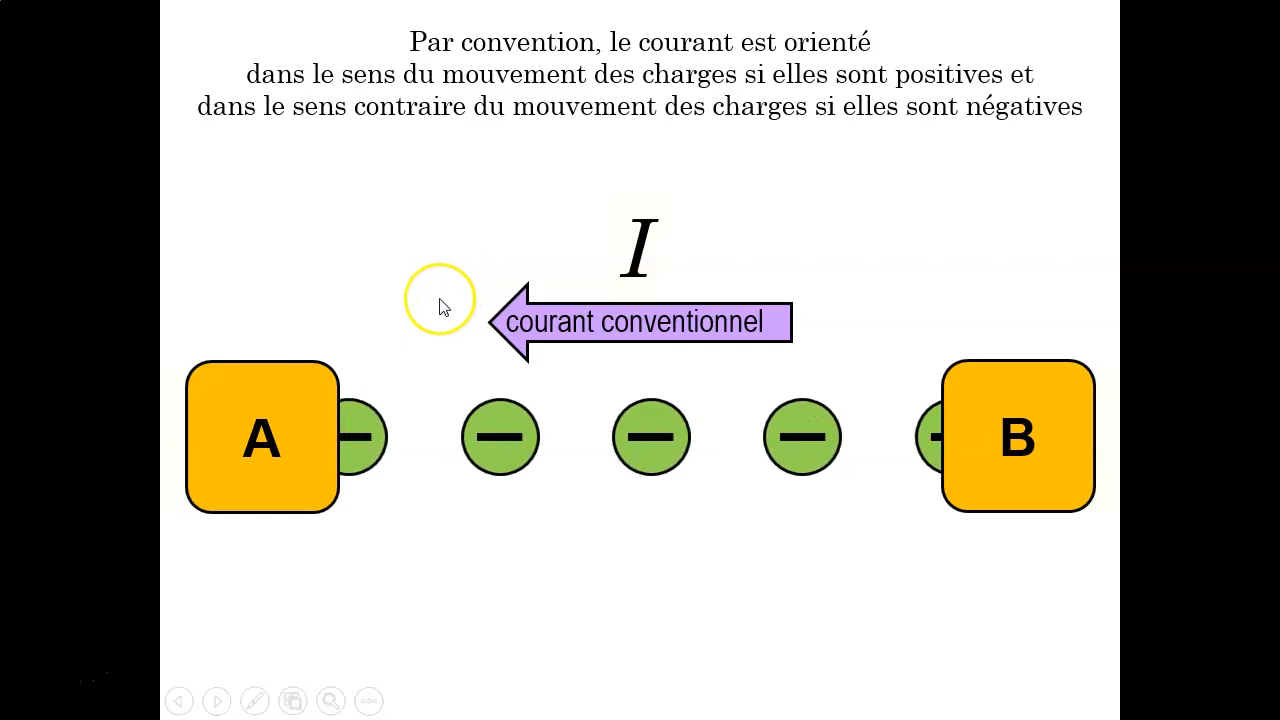 Par convention, le courant est orienté
dans le sens du mouvement des charges si elles sont positives et
dans le sens contraire du mouvement des charges si elles sont négatives
I
courant conventionnel
A
B